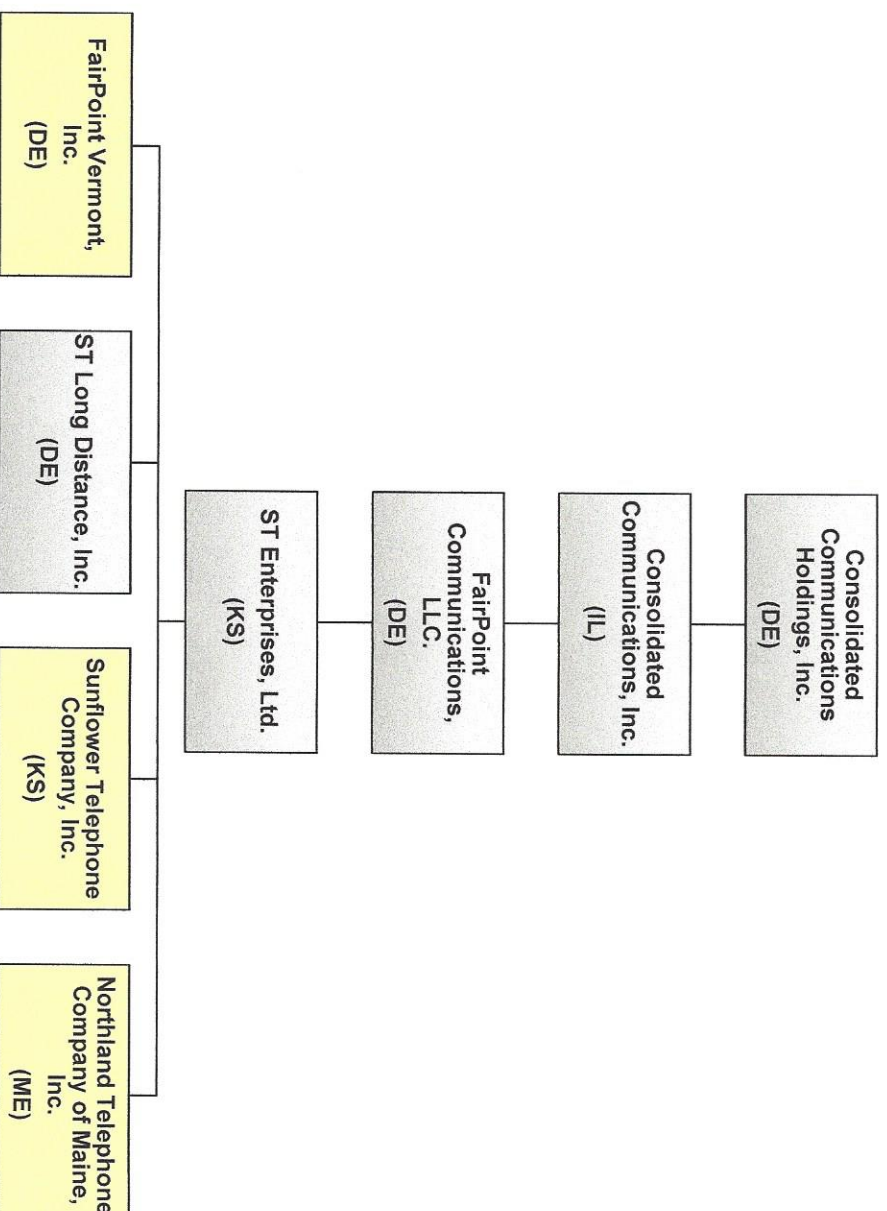 Consolidated
Communications
Holdings, Inc.
(DE)
Consolidated
Communications, Inc.
(IL)
FairPoint
Communications,
LLC.
(DE)
ST Enterprises, Ltd.
(KS)
FairPoint Vermont,
Inc.
(DE)
ST Long Distance, Inc.
(DE)
Sunflower Telephone
Company, Inc.
(KS)
Northland Telephone
Company of Maine,
Inc.
(ME)